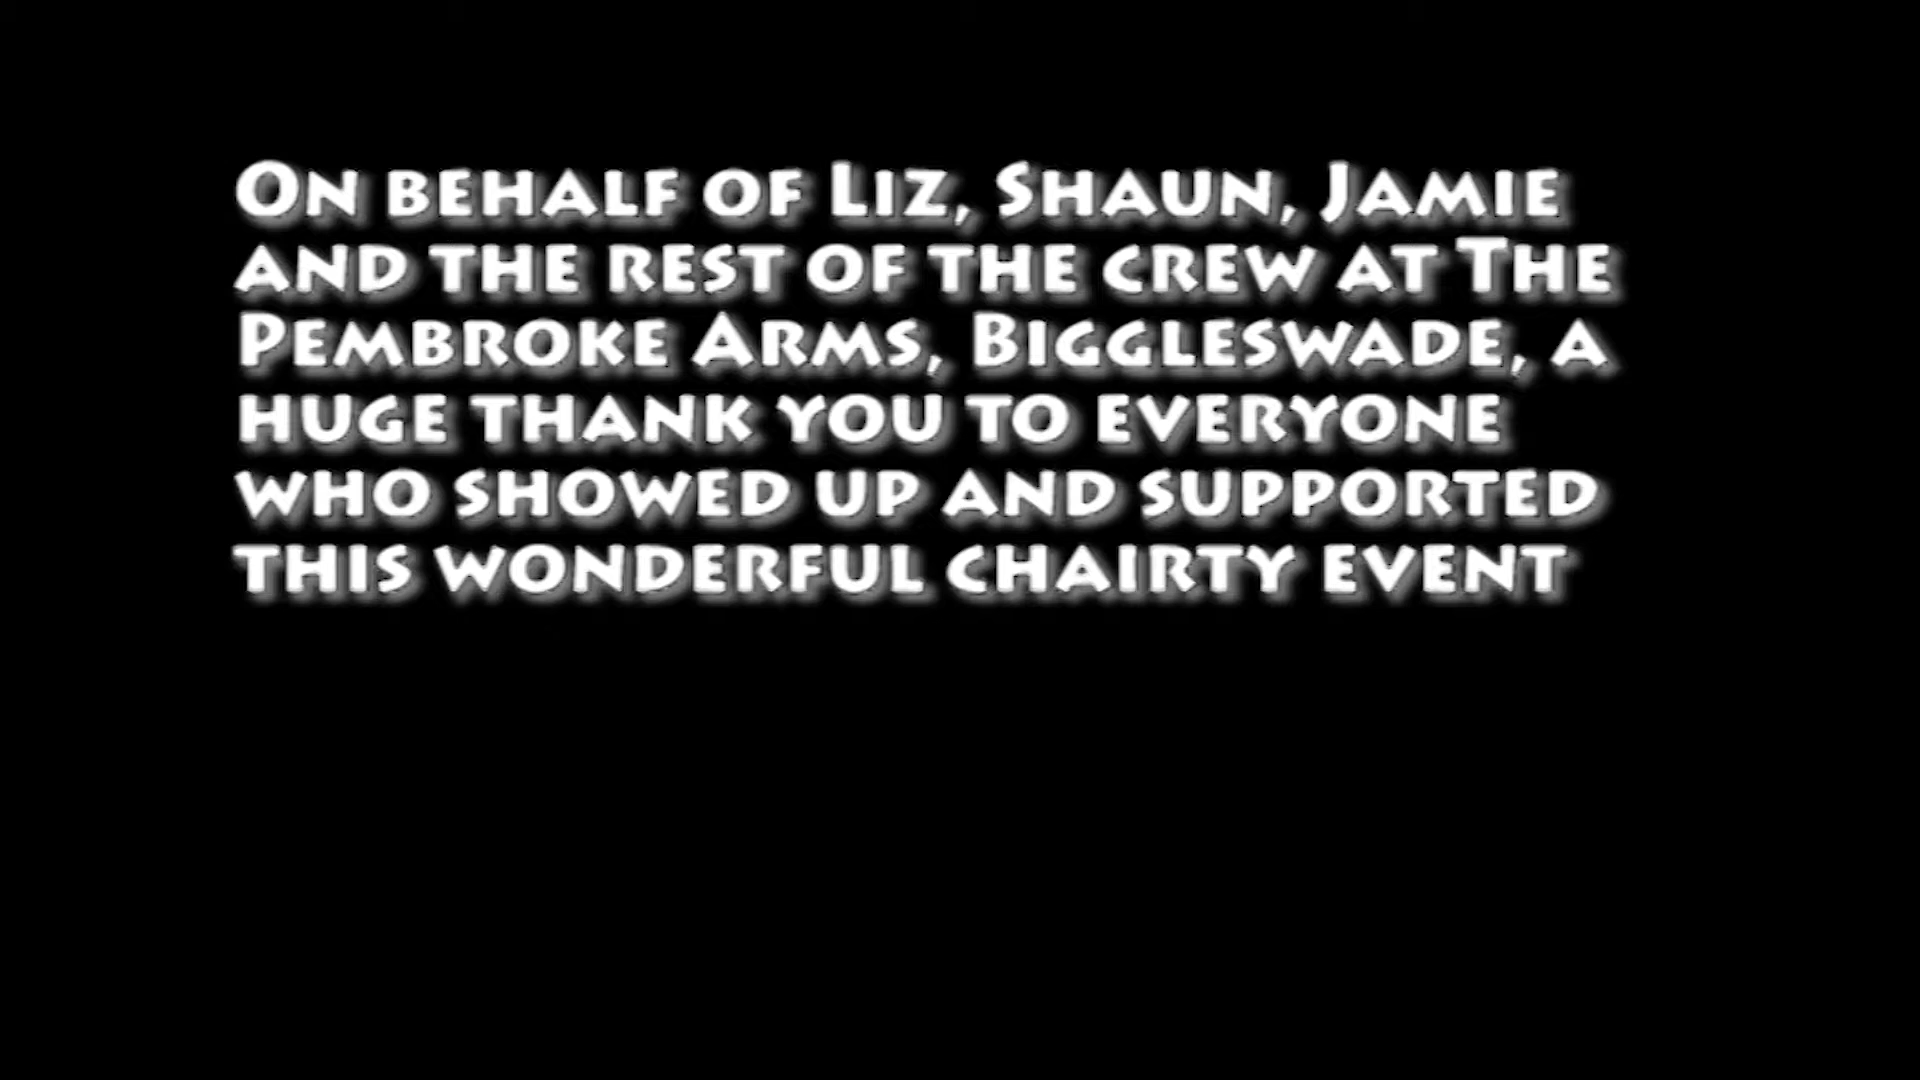 On behalf of Liz, Shaun, Jamie
and the rest of the crew at The
Pembroke Arms, Biggleswade, a
huge thank you to everyone
who showed up and supported
this wonderful chairty event